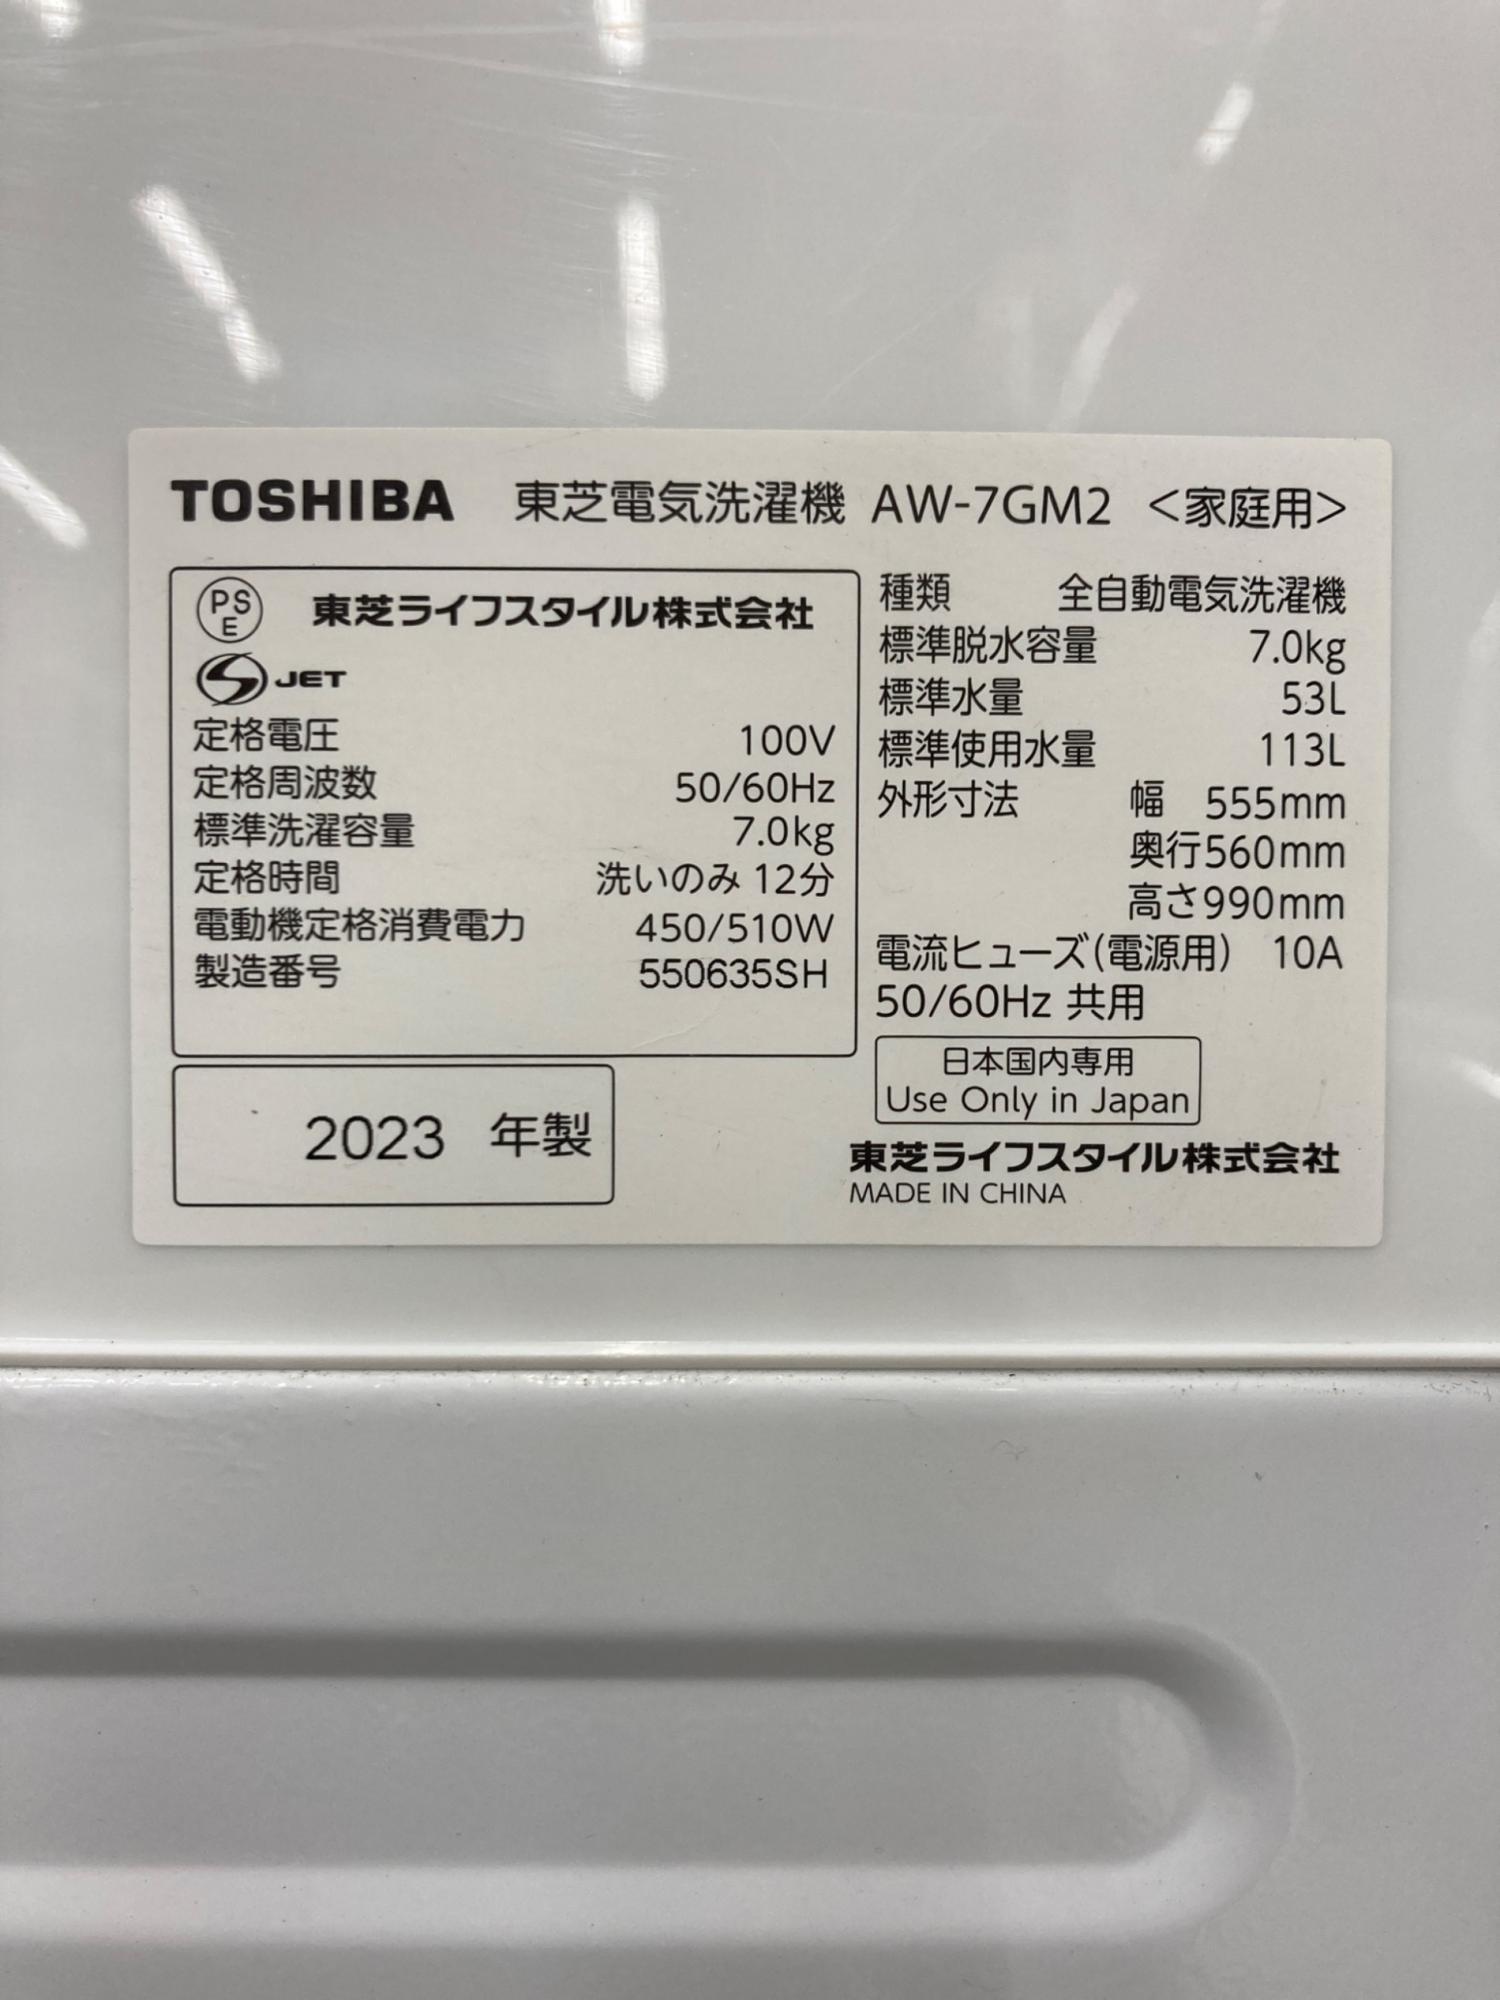 TOSHIBA 東芝電気洗濯機 AW-7GM2 <家庭用>
PS
E
東芝ライフスタイル株式会社
S JET
定格電圧 100V
定格周波数 50/60Hz
標準洗濯容量 7.0kg
定格時間 洗いのみ 12分
電動機定格消費電力 450/510W
製造番号 550635SH
2023 年製
種類 全自動電気洗濯機
標準脱水容量 7.0kg
標準水量 53L
標準使用水量 113L
外形寸法 幅 555mm
奥行560mm
高さ990mm
電流ヒューズ(電源用) 10A
50/60Hz 共用
日本国内専用
Use Only in Japan
東芝ライフスタイル株式会社
MADE IN CHINA